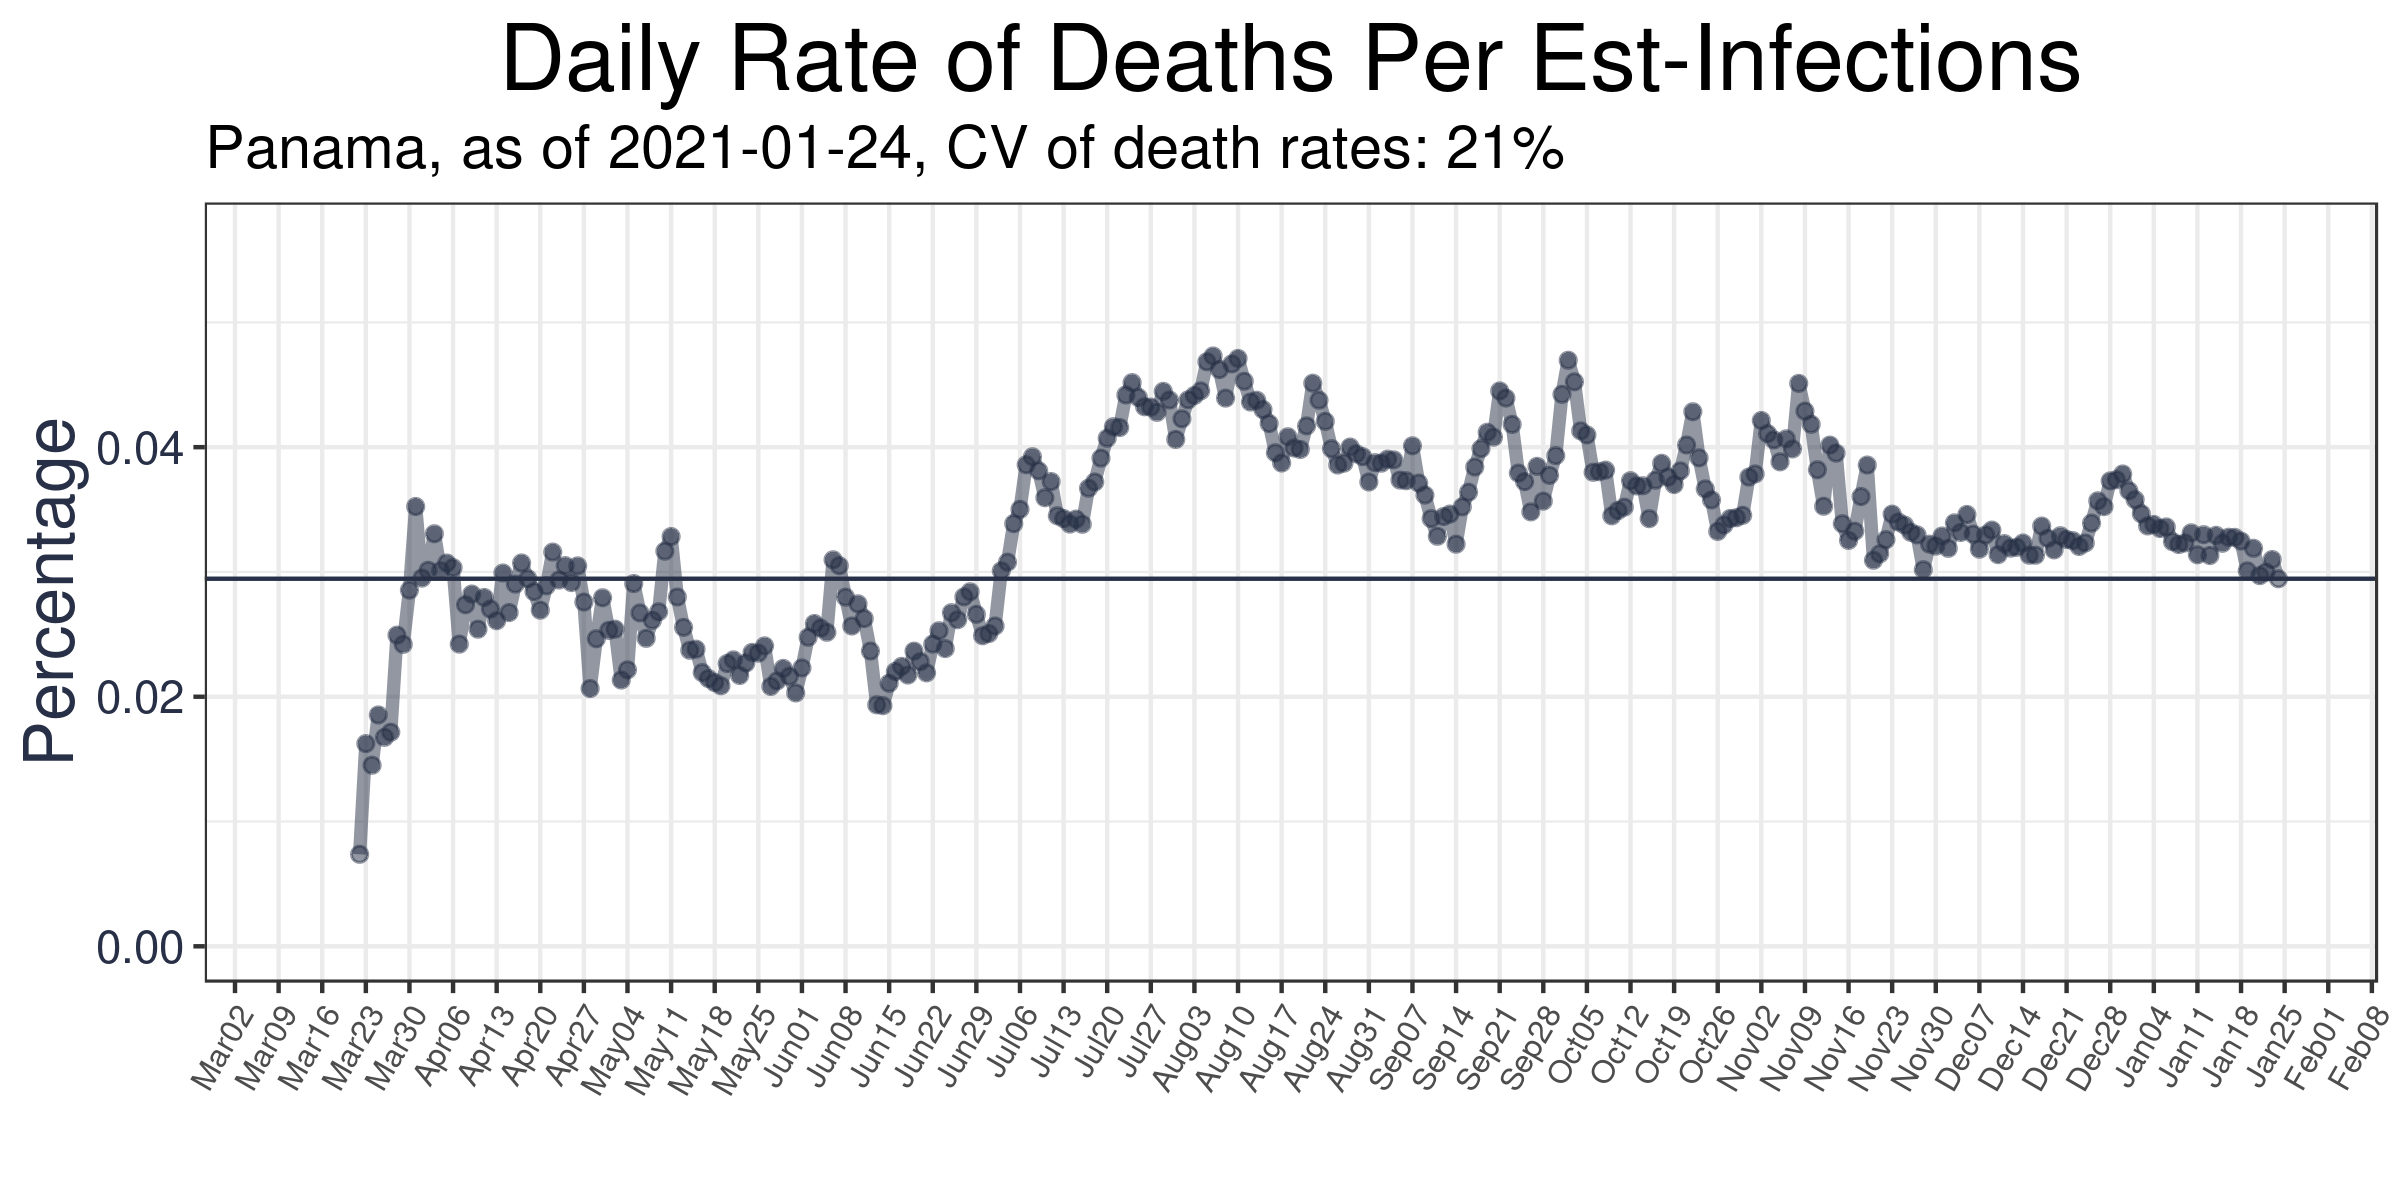 Daily Rate of Deaths Per Est-Infections
Panama, as of 2021-01-24, CV of death rates: 21%
Percentage
0.04
0.02
0.00
Mar02
Mar09
Mar16
Mar23
Mar30
Apr06
Apr13
Apr20
Apr27
May04
May11
May18
May25
Jun01
Jun08
Jun15
Jun22
Jun29
Jul06
Jul13
Jul20
Jul27
Aug03
Aug10
Aug17
Aug24
Aug31
Sep07
Sep14
Sep21
Sep28
Oct05
Oct12
Oct19
Oct26
Nov02
Nov09
Nov16
Nov23
Nov30
Dec07
Dec14
Dec21
Dec28
Jan04
Jan11
Jan18
Jan25
Feb01
Feb08